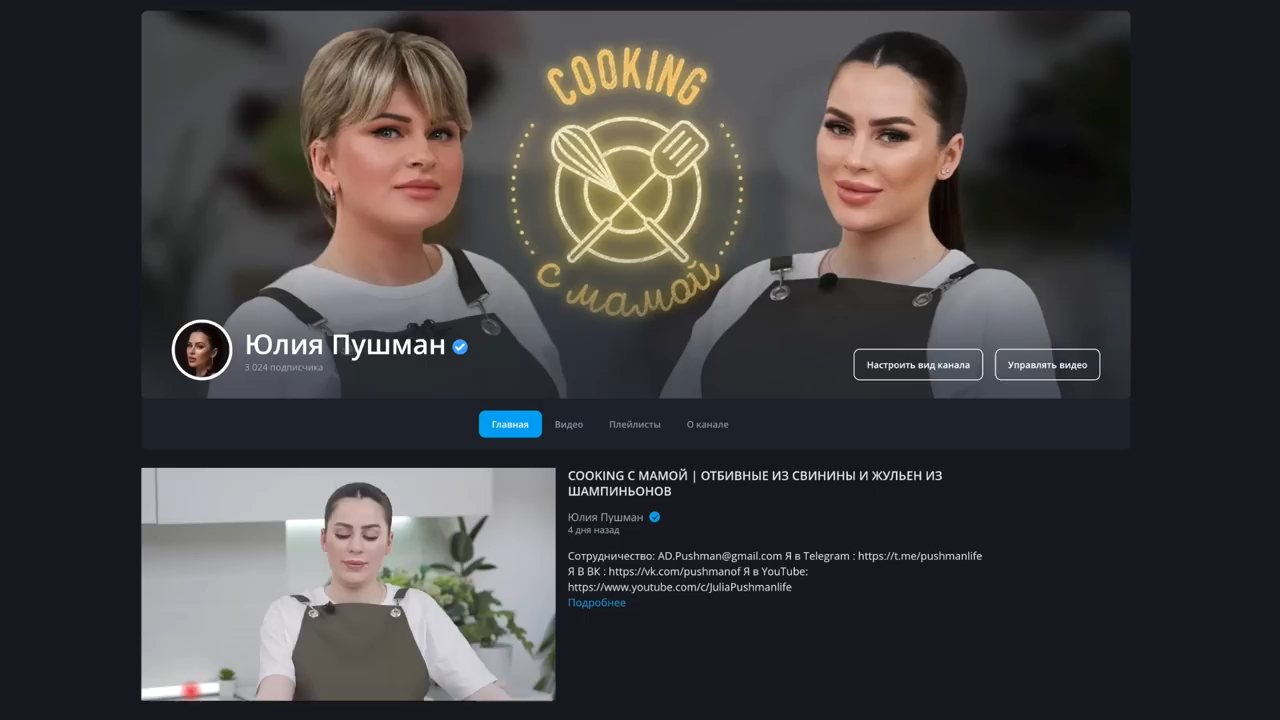 COOKING
с мамой
Юлия Пушман
3 024 подписчика
Настроить вид канала
Управлять видео
Главная
Видео
Плейлисты
О канале
COOKING С МАМОЙ | ОТБИВНЫЕ ИЗ СВИНИНЫ И ЖУЛЬЕН ИЗ
ШАМПИНЬОНОВ
Юлия Пушман
4 дня назад
Сотрудничество: AD.Pushman@gmail.com Я в Telegram : https://t.me/pushmanlife
Я В ВК : https://vk.com/pushmanof Я в YouTube:
https://www.youtube.com/c/JuliaPushmanlife
Подробнее